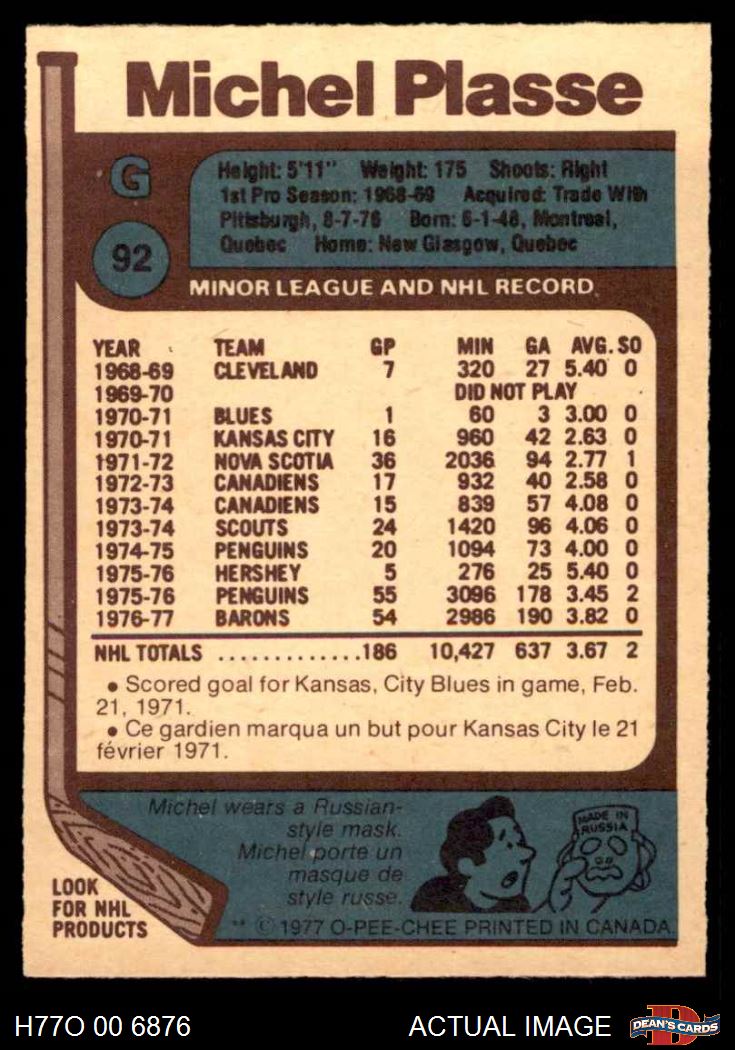 Michel Plasse
G
92
Height: 5'11" Weight: 175 Shoots: Right
1st Pro Season: 1968-69 Acquired: Trade With
Pittsburgh, 8-7-76 Born: 6-1-48, Montreal,
Quebec Home: New Glasgow, Quebec
MINOR LEAGUE AND NHL RECORD
YEAR TEAM GP MIN GA AVG. SO
1968-69 CLEVELAND 7 320 27 5.40 0
1969-70 DID NOT PLAY
1970-71 BLUES 1 60 3 3.00 0
1970-71 KANSAS CITY 16 960 42 2.63 0
1971-72 NOVA SCOTIA 36 2036 94 2.77 1
1972-73 CANADIENS 17 932 40 2.58 0
1973-74 CANADIENS 15 839 57 4.08 0
1973-74 SCOUTS 24 1420 96 4.06 0
1974-75 PENGUINS 20 1094 73 4.00 0
1975-76 HERSHEY 5 276 25 5.40 0
1975-76 PENGUINS 55 3096 178 3.45 2
1976-77 BARONS 54 2986 190 3.82 0
NHL TOTALS ..............186 10,427 637 3.67 2
• Scored goal for Kansas, City Blues in game, Feb.
21, 1971.
• Ce gardien marqua un but pour Kansas City le 21
février 1971.
Michel wears a Russian-
style mask.
Michel porte un
masque de
style russe.
MADE IN
RUSSIA
LOOK
FOR NHL
PRODUCTS
** © 1977 O-PEE-CHEE PRINTED IN CANADA
H77O 00 6876
ACTUAL IMAGE
D
DEAN'S CARDS